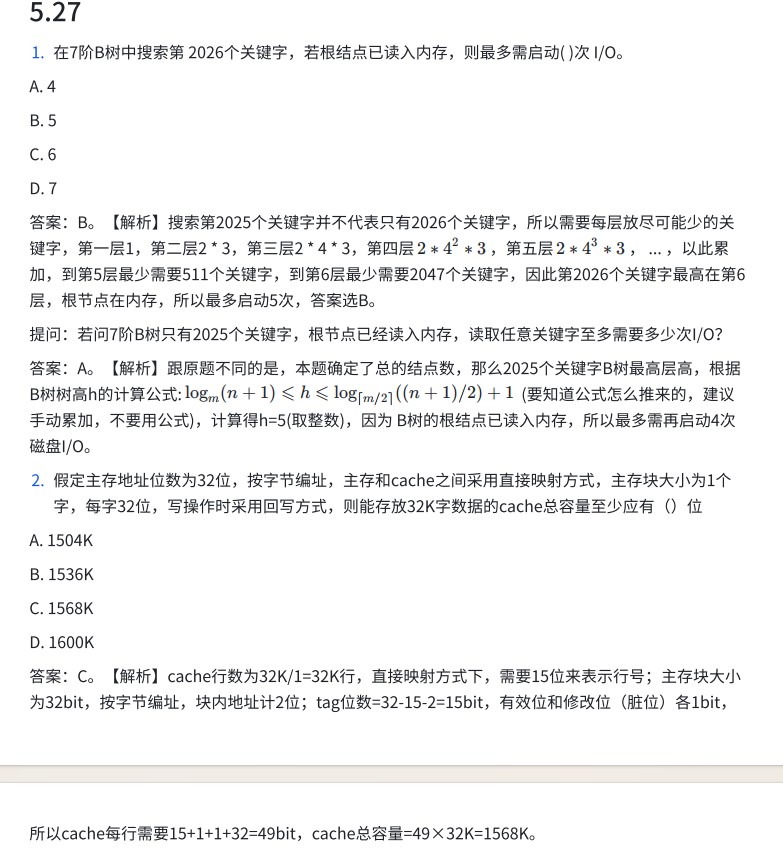 5.27
1. 在7阶B树中搜索第 2026个关键字，若根结点已读入内存，则最多需启动( )次 I/O。
A. 4
B. 5
C. 6
D. 7
答案：B。【解析】搜索第2025个关键字并不代表只有2026个关键字，所以需要每层放尽可能少的关
键字，第一层1，第二层2 * 3，第三层2 * 4 * 3，第四层 2 ∗ 4² ∗ 3 ，第五层 2 ∗ 4³ ∗ 3 ， ... ，以此累
加，到第5层最少需要511个关键字，到第6层最少需要2047个关键字，因此第2026个关键字最高在第6
层，根节点在内存，所以最多启动5次，答案选B。
提问：若问7阶B树只有2025个关键字，根节点已经读入内存，读取任意关键字至多需要多少次I/O？
答案：A。【解析】跟原题不同的是，本题确定了总的结点数，那么2025个关键字B树最高层高，根据
B树树高h的计算公式: log_m(n + 1) ⩽ h ⩽ log_⌈m/2⌉((n + 1)/2) + 1 (要知道公式怎么推来的，建议
手动累加，不要用公式)，计算得h=5(取整数)，因为 B树的根结点已读入内存，所以最多需再启动4次
磁盘I/O。
2. 假定主存地址位数为32位，按字节编址，主存和cache之间采用直接映射方式，主存块大小为1个
字，每字32位，写操作时采用回写方式，则能存放32K字数据的cache总容量至少应有（）位
A. 1504K
B. 1536K
C. 1568K
D. 1600K
答案：C。【解析】cache行数为32K/1=32K行，直接映射方式下，需要15位来表示行号；主存块大小
为32bit，按字节编址，块内地址计2位；tag位数=32-15-2=15bit，有效位和修改位（脏位）各1bit，
所以cache每行需要15+1+1+32=49bit，cache总容量=49×32K=1568K。